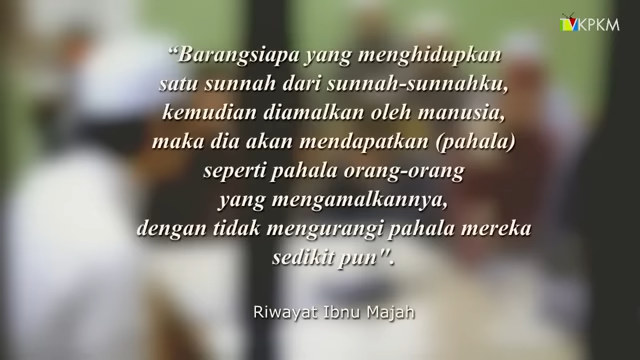 TVKPKM
“Barangsiapa yang menghidupkan
satu sunnah dari sunnah-sunnahku,
kemudian diamalkan oleh manusia,
maka dia akan mendapatkan (pahala)
seperti pahala orang-orang
yang mengamalkannya,
dengan tidak mengurangi pahala mereka
sedikit pun".
Riwayat Ibnu Majah